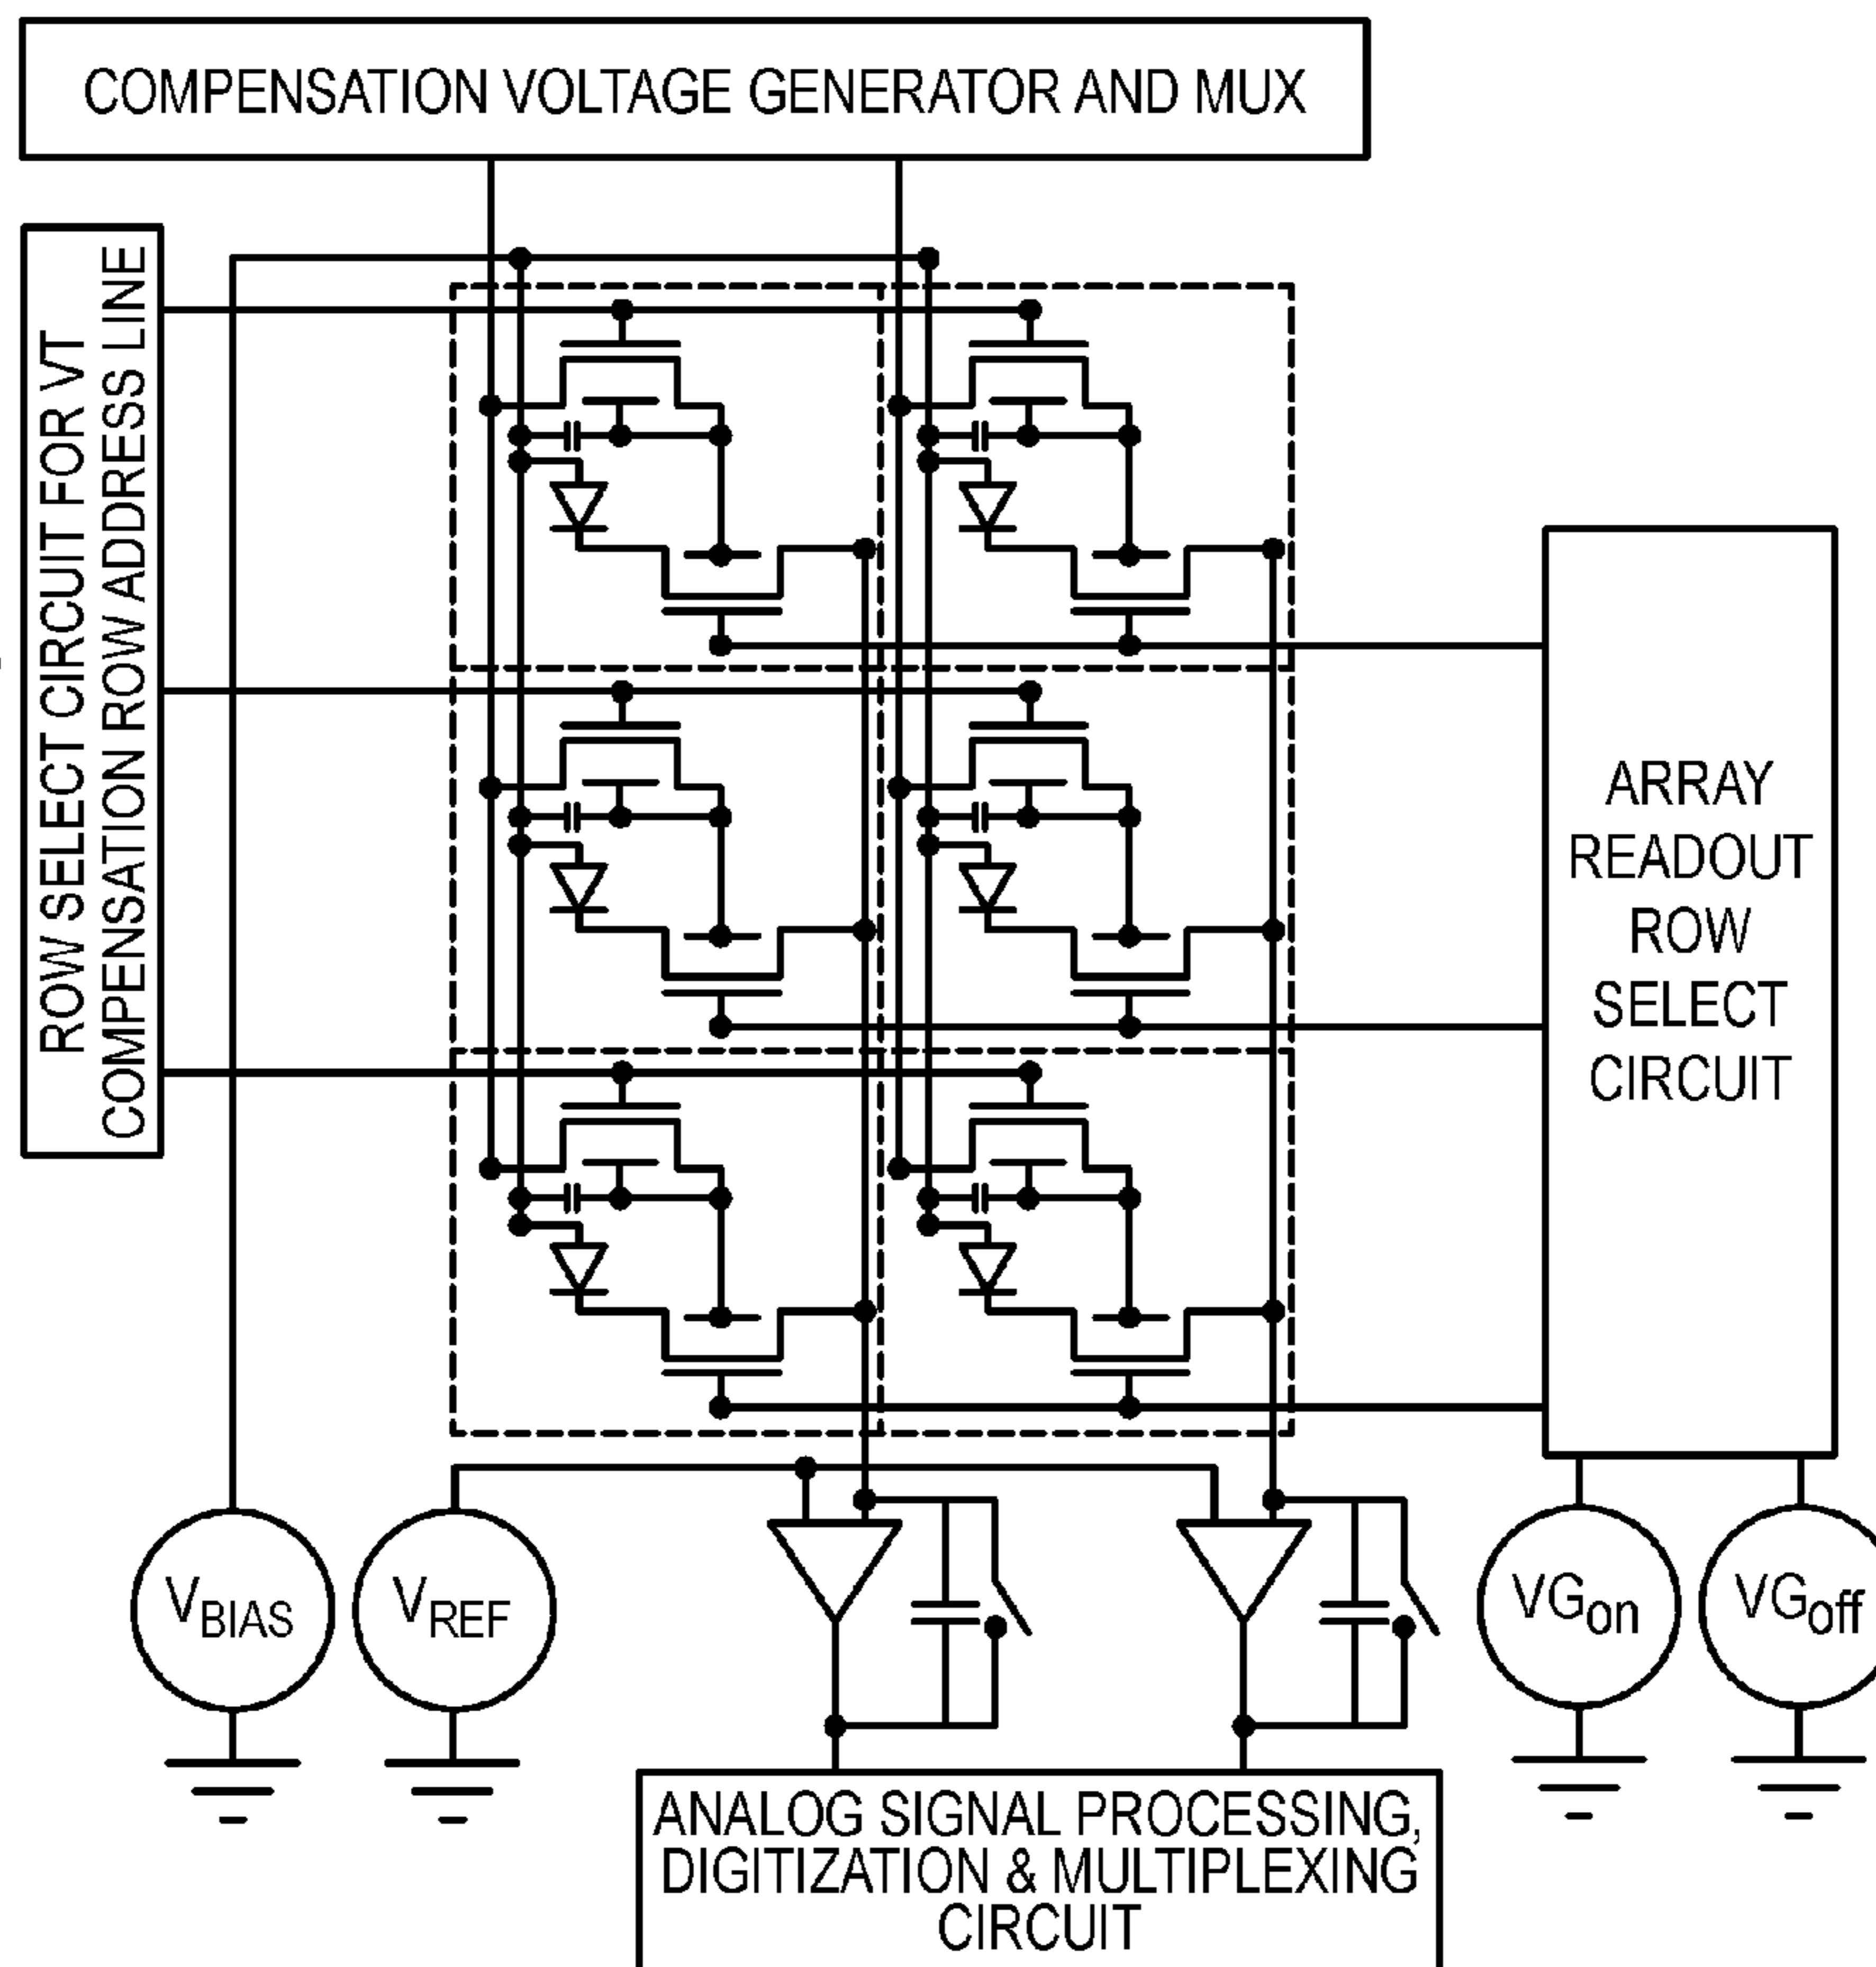 COMPENSATION VOLTAGE GENERATOR AND MUX
ROW SELECT CIRCUIT FOR VT
COMPENSATION ROW ADDRESS LINE
ARRAY
READOUT
ROW
SELECT
CIRCUIT
VBIAS
VREF
VGon
VGoff
ANALOG SIGNAL PROCESSING,
DIGITIZATION & MULTIPLEXING
CIRCUIT